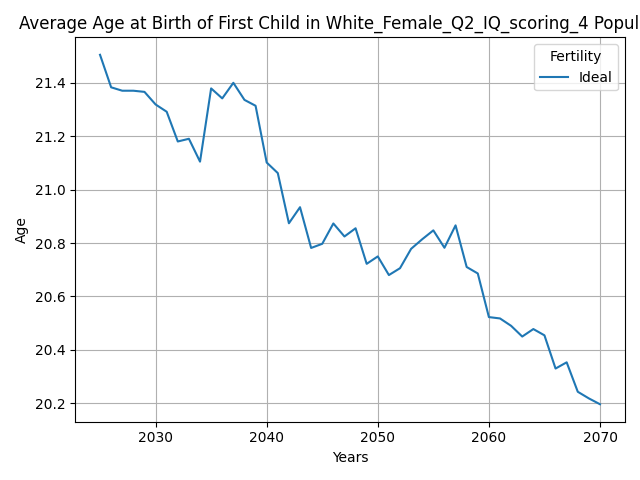 Average Age at Birth of First Child in White_Female_Q2_IQ_scoring_4 Popul
Fertility
Ideal
Age
21.4
21.2
21.0
20.8
20.6
20.4
20.2
2030 2040 2050 2060 2070
Years